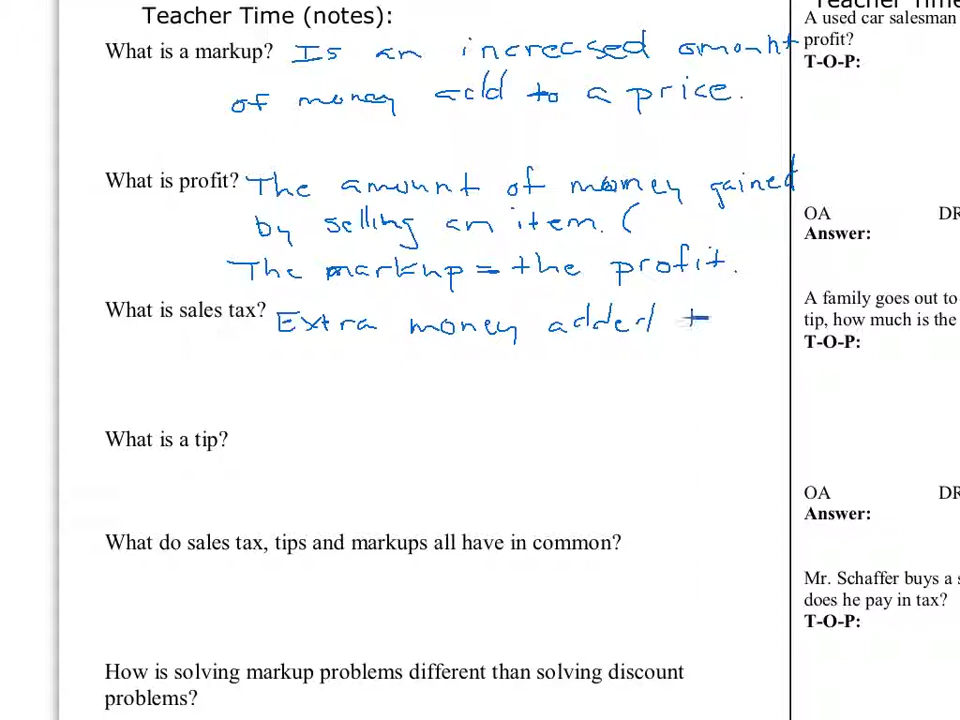 Teacher Time (notes):
What is a markup? Is an increased amount
of money add to a price.
What is profit? The amount of money gained
by selling an item. (
The markup = the profit.
What is sales tax? Extra money added t
What is a tip?
What do sales tax, tips and markups all have in common?
How is solving markup problems different than solving discount
problems?
A used car salesman
profit?
T-O-P:
OA DR
Answer:
A family goes out to
tip, how much is the
T-O-P:
OA DR
Answer:
Mr. Schaffer buys a s
does he pay in tax?
T-O-P: